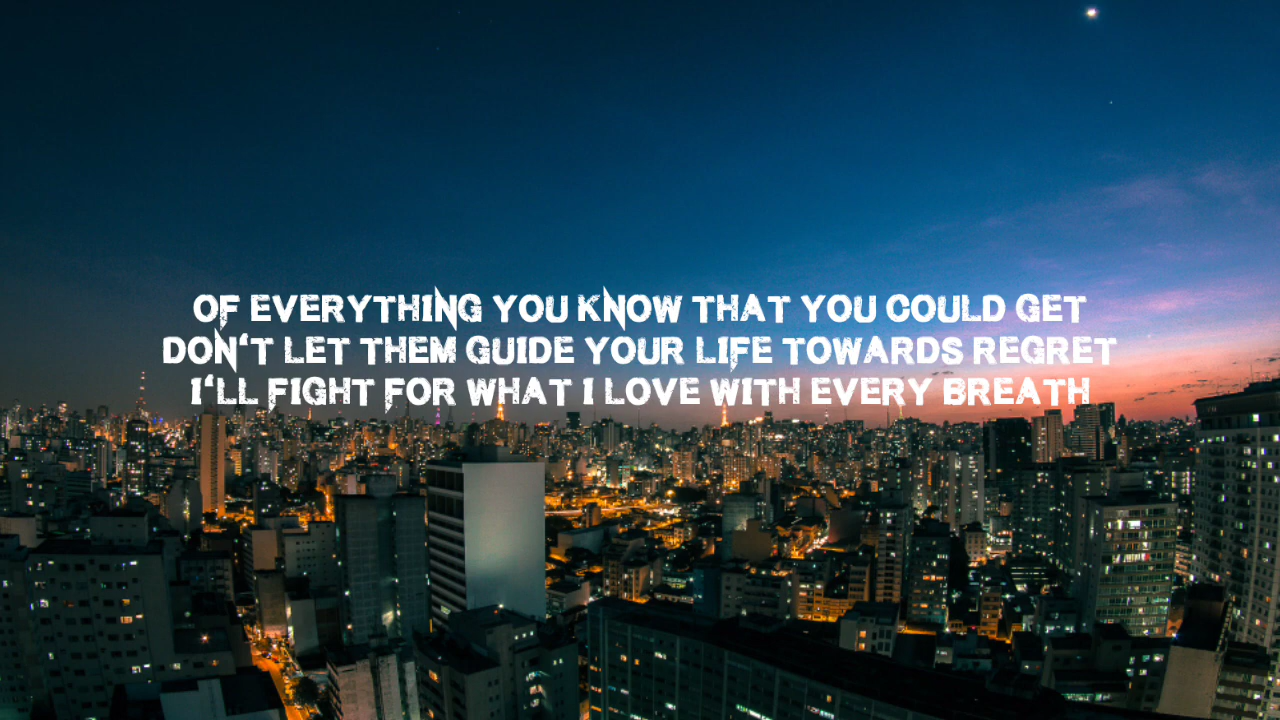 OF EVERYTHING YOU KNOW THAT YOU COULD GET
DON'T LET THEM GUIDE YOUR LIFE TOWARDS REGRET
I'LL FIGHT FOR WHAT I LOVE WITH EVERY BREATH